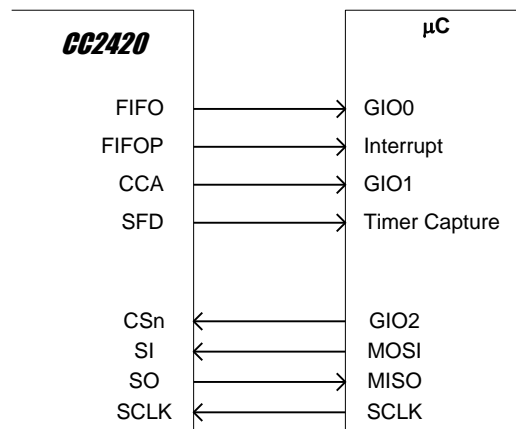 CC2420 μC
FIFO GIO0
FIFOP Interrupt
CCA GIO1
SFD Timer Capture
CSn GIO2
SI MOSI
SO MISO
SCLK SCLK